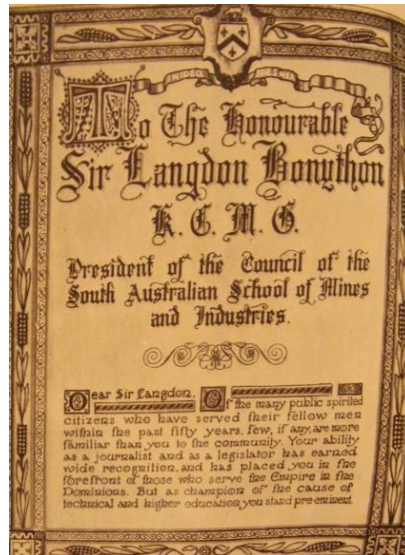 To The Honourable
Sir Langdon Bonython
K. C. M. G.
President of the Council of the
South Australian School of Mines
and Industries.
Dear Sir Langdon, Of the many public spirited
citizens who have served their fellow men
within the past fifty years, few, if any, are more
familiar than you to the community. Your ability
as a journalist and as a legislator has earned
wide recognition, and has placed you in the
forefront of those who serve the Empire in the
Dominions. But as champion of the cause of
technical and higher education, you stand pre-eminent.